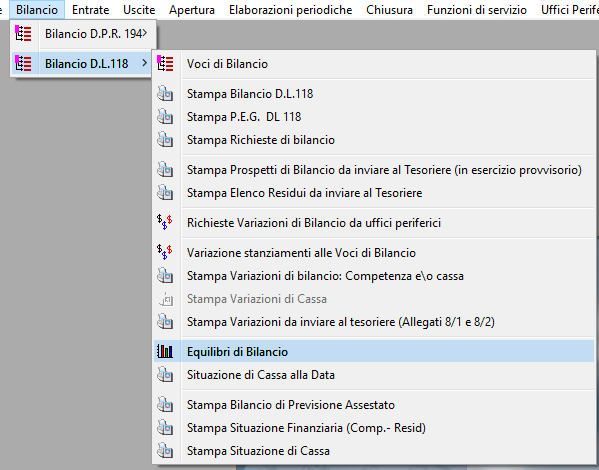 e Bilancio Entrate Uscite Apertura Elaborazioni periodiche Chiusura Funzioni di servizio Uffici Perife
Bilancio D.P.R. 194
Bilancio D.L.118
Voci di Bilancio
Stampa Bilancio D.L.118
Stampa P.E.G. DL 118
Stampa Richieste di bilancio
Stampa Prospetti di Bilancio da inviare al Tesoriere (in esercizio provvisorio)
Stampa Elenco Residui da inviare al Tesoriere
Richieste Variazioni di Bilancio da uffici periferici
Variazione stanziamenti alle Voci di Bilancio
Stampa Variazioni di bilancio: Competenza e\o cassa
Stampa Variazioni di Cassa
Stampa Variazioni da inviare al tesoriere (Allegati 8/1 e 8/2)
Equilibri di Bilancio
Situazione di Cassa alla Data
Stampa Bilancio di Previsione Assestato
Stampa Situazione Finanziaria (Comp.- Resid)
Stampa Situazione di Cassa